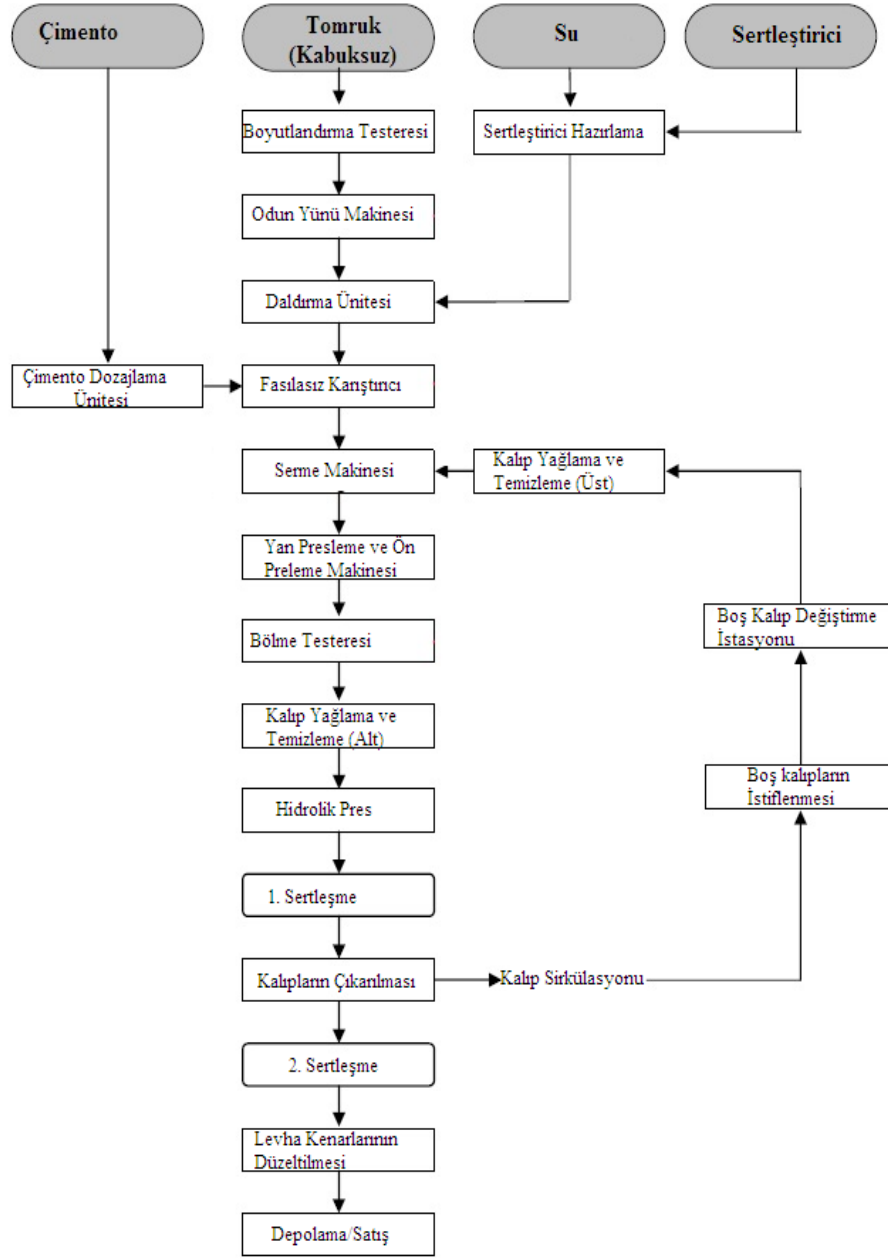 Çimento
Tomruk
(Kabuksuz)
Su
Sertleştirici
Boyutlandırma Testeresi
Sertleştirici Hazırlama
Odun Yünü Makinesi
Daldırma Ünitesi
Çimento Dozajlama
Ünitesi
Fasılasız Karıştırıcı
Serme Makinesi
Kalıp Yağlama ve
Temizleme (Üst)
Yan Presleme ve Ön
Preleme Makinesi
Boş Kalıp Değiştirme
İstasyonu
Bölme Testeresi
Kalıp Yağlama ve
Temizleme (Alt)
Boş kalıpların
İstiflenmesi
Hidrolik Pres
1. Sertleşme
Kalıpların Çıkarılması
Kalıp Sirkülasyonu
2. Sertleşme
Levha Kenarlarının
Düzeltilmesi
Depolama/Satış